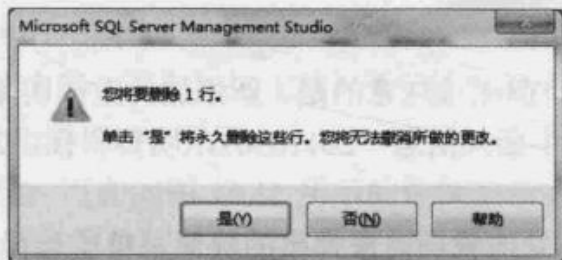 Microsoft SQL Server Management Studio
您将要删除 1 行。
单击“是”将永久删除这些行。您将无法撤消所做的更改。
是(Y)
否(N)
帮助